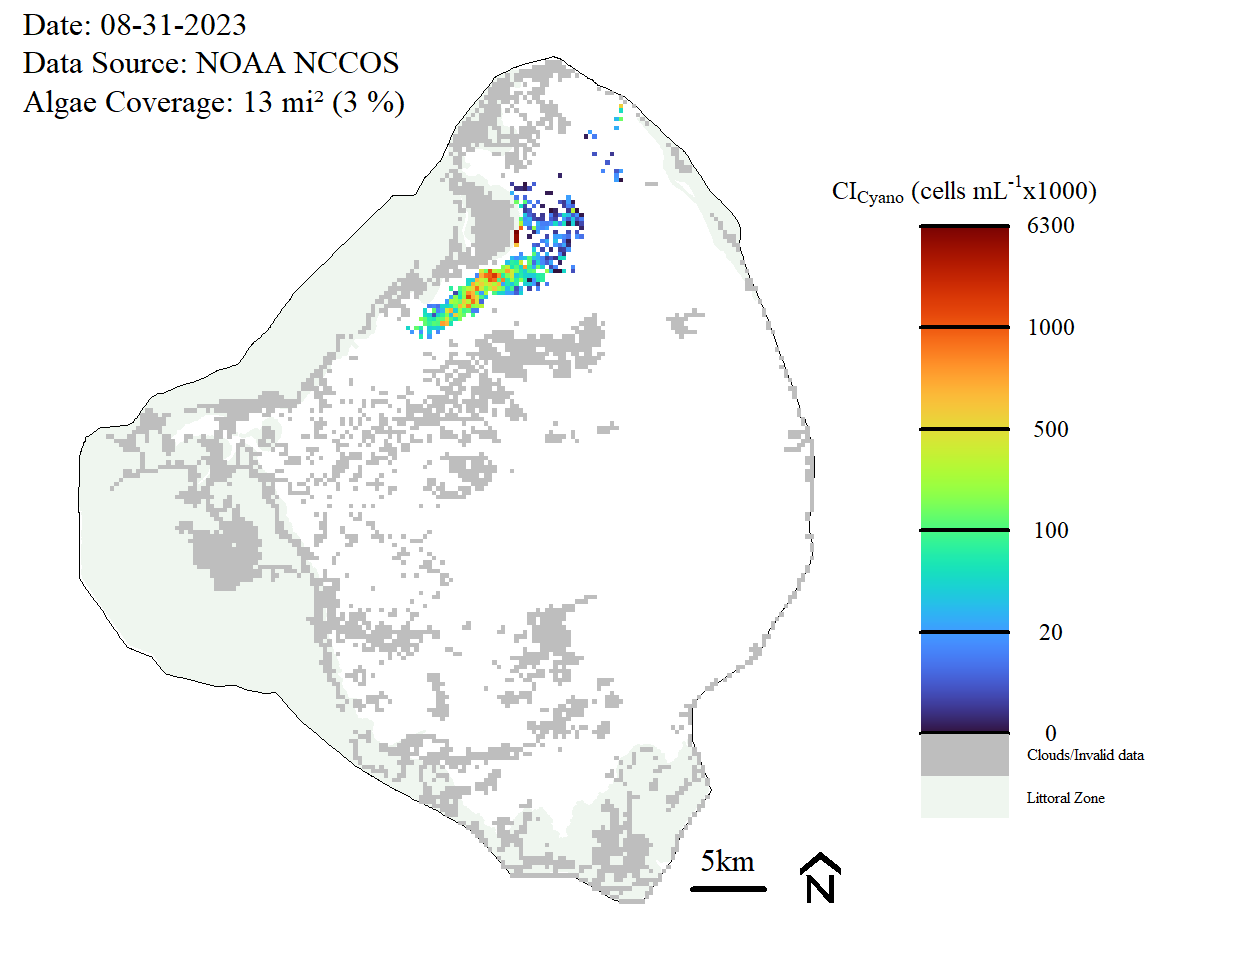 Date: 08-31-2023
Data Source: NOAA NCCOS
Algae Coverage: 13 mi² (3 %)
CICyano (cells mL-1x1000)
6300
1000
500
100
20
0
Clouds/Invalid data
Littoral Zone
5km
N